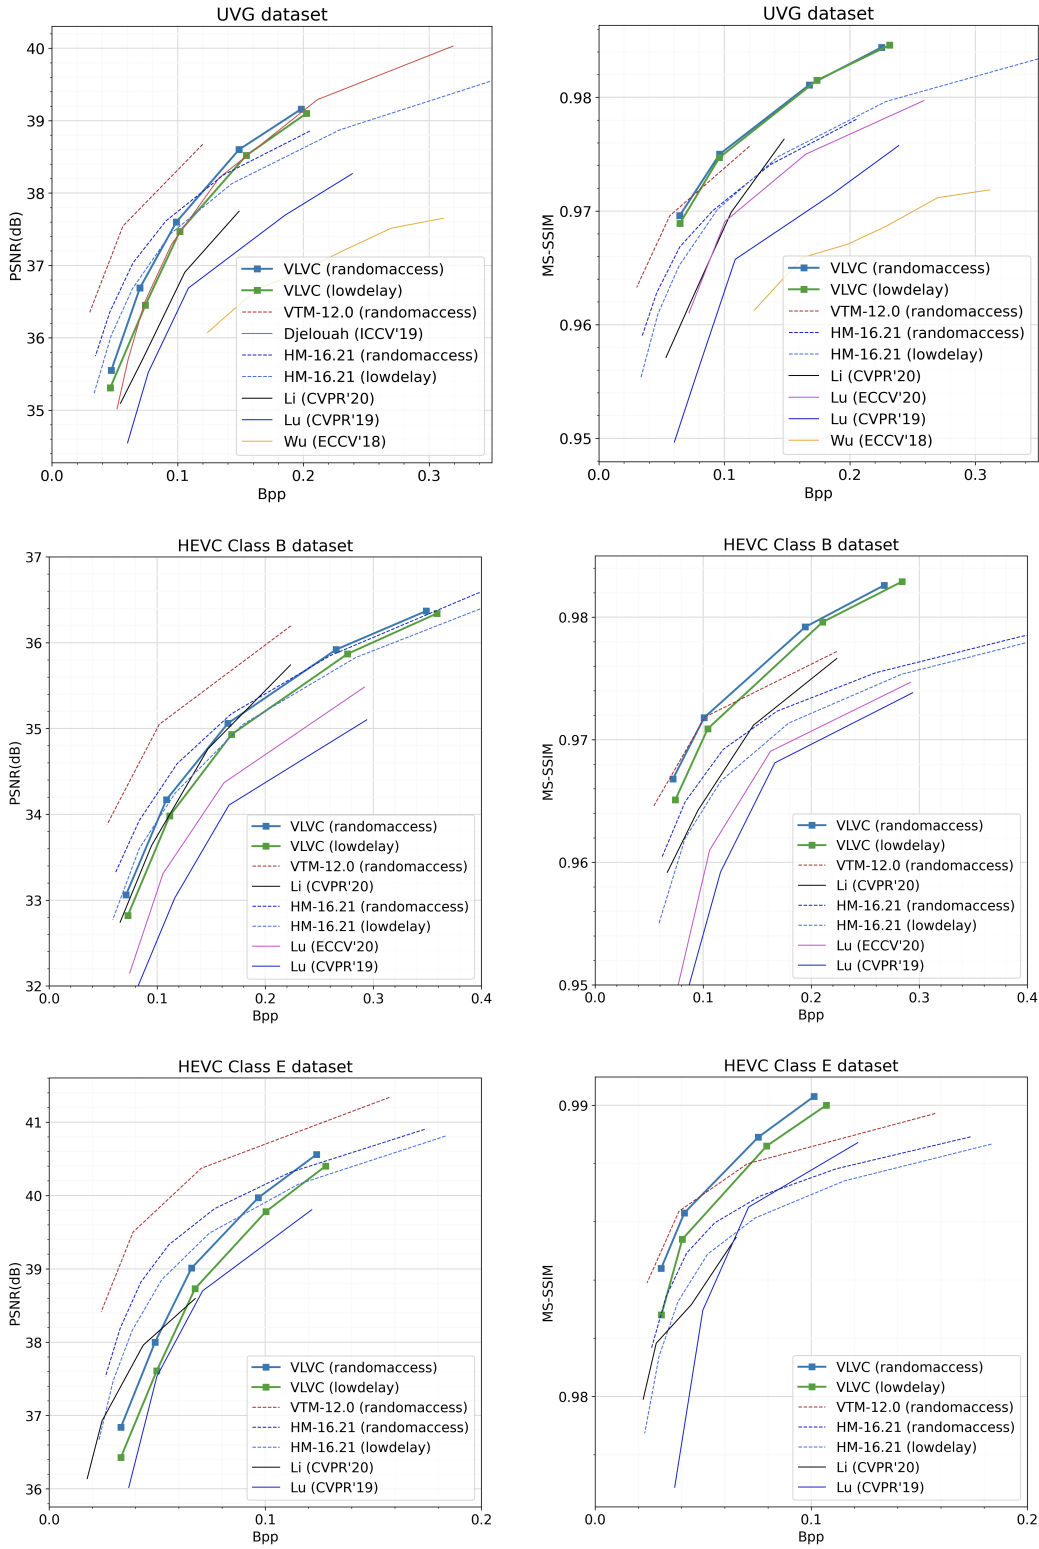 UVG dataset
40
39
38
37
36
35
PSNR(dB)
VLVC (randomaccess)
VLVC (lowdelay)
VTM-12.0 (randomaccess)
Djelouah (ICCV'19)
HM-16.21 (randomaccess)
HM-16.21 (lowdelay)
Li (CVPR'20)
Lu (CVPR'19)
Wu (ECCV'18)
0.0 0.1 0.2 0.3
Bpp
UVG dataset
0.98
0.97
0.96
0.95
MS-SSIM
VLVC (randomaccess)
VLVC (lowdelay)
VTM-12.0 (randomaccess)
HM-16.21 (randomaccess)
HM-16.21 (lowdelay)
Li (CVPR'20)
Lu (ECCV'20)
Lu (CVPR'19)
Wu (ECCV'18)
0.0 0.1 0.2 0.3
Bpp
HEVC Class B dataset
37
36
35
34
33
32
PSNR(dB)
VLVC (randomaccess)
VLVC (lowdelay)
VTM-12.0 (randomaccess)
Li (CVPR'20)
HM-16.21 (randomaccess)
HM-16.21 (lowdelay)
Lu (ECCV'20)
Lu (CVPR'19)
0.0 0.1 0.2 0.3 0.4
Bpp
HEVC Class B dataset
0.98
0.97
0.96
0.95
MS-SSIM
VLVC (randomaccess)
VLVC (lowdelay)
VTM-12.0 (randomaccess)
Li (CVPR'20)
HM-16.21 (randomaccess)
HM-16.21 (lowdelay)
Lu (ECCV'20)
Lu (CVPR'19)
0.0 0.1 0.2 0.3 0.4
Bpp
HEVC Class E dataset
41
40
39
38
37
36
PSNR(dB)
VLVC (randomaccess)
VLVC (lowdelay)
VTM-12.0 (randomaccess)
HM-16.21 (randomaccess)
HM-16.21 (lowdelay)
Li (CVPR'20)
Lu (CVPR'19)
0.0 0.1 0.2
Bpp
HEVC Class E dataset
0.99
0.98
MS-SSIM
VLVC (randomaccess)
VLVC (lowdelay)
VTM-12.0 (randomaccess)
HM-16.21 (randomaccess)
HM-16.21 (lowdelay)
Li (CVPR'20)
Lu (CVPR'19)
0.0 0.1 0.2
Bpp